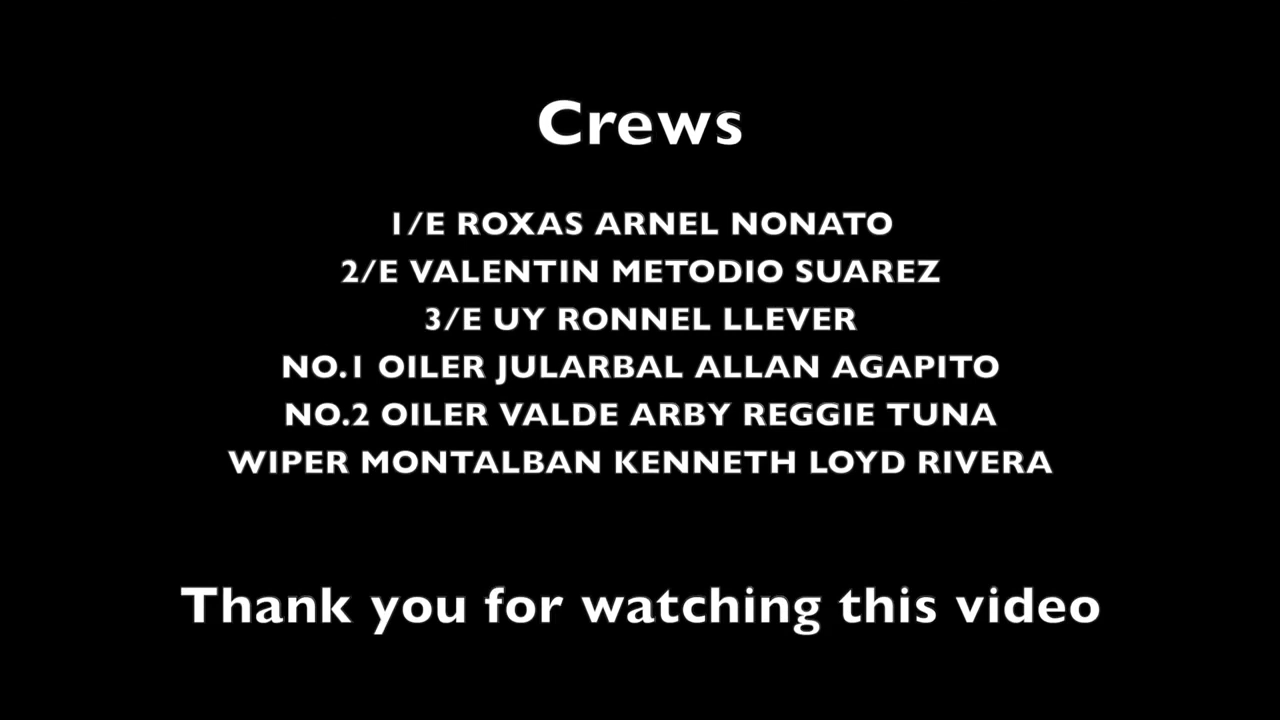 Crews
1/E ROXAS ARNEL NONATO
2/E VALENTIN METODIO SUAREZ
3/E UY RONNEL LLEVER
NO.1 OILER JULARBAL ALLAN AGAPITO
NO.2 OILER VALDE ARBY REGGIE TUNA
WIPER MONTALBAN KENNETH LOYD RIVERA
Thank you for watching this video